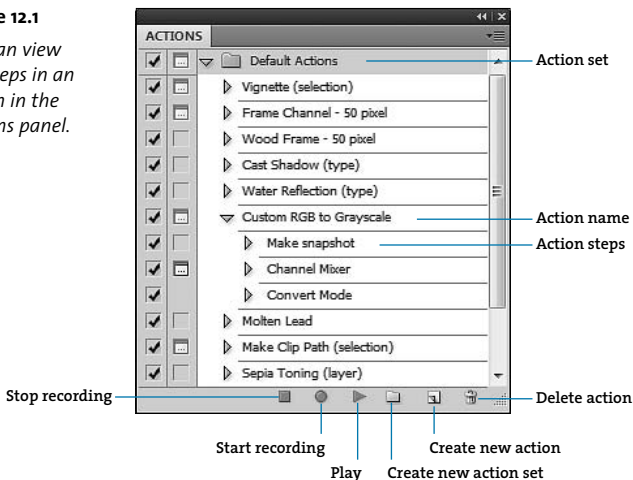 e 12.1
an view
eps in an
n in the
ns panel.
ACTIONS
Default Actions
Vignette (selection)
Frame Channel - 50 pixel
Wood Frame - 50 pixel
Cast Shadow (type)
Water Reflection (type)
Custom RGB to Grayscale
Make snapshot
Channel Mixer
Convert Mode
Molten Lead
Make Clip Path (selection)
Sepia Toning (layer)
Action set
Action name
Action steps
Stop recording
Delete action
Start recording
Create new action
Play
Create new action set